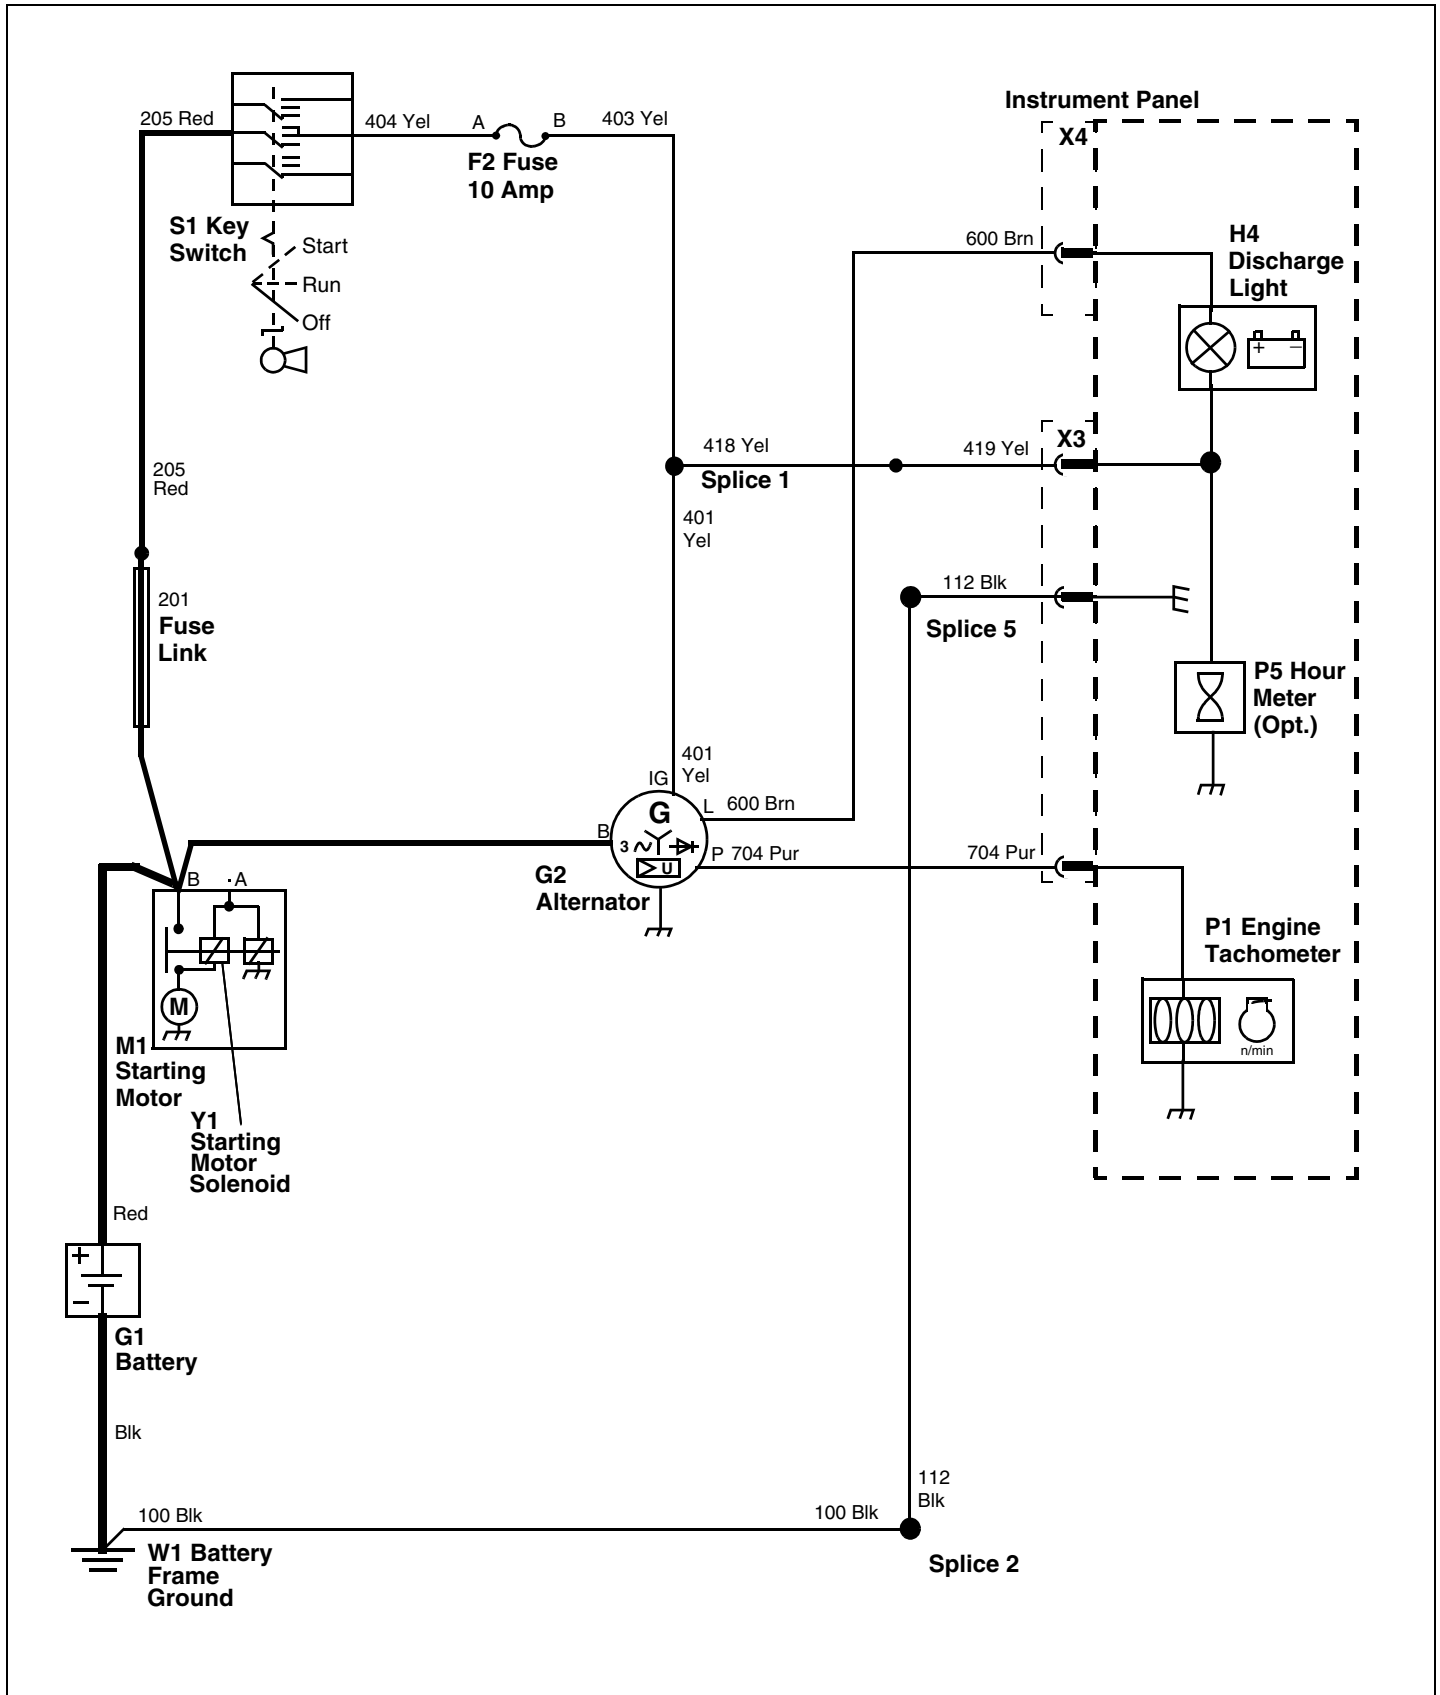 Instrument Panel
X4
205 Red
404 Yel
A
B
403 Yel
F2 Fuse
10 Amp
S1 Key
Switch
Start
Run
Off
600 Brn
H4
Discharge
Light
+ −
418 Yel
Splice 1
419 Yel
X3
205
Red
401
Yel
201
Fuse
Link
112 Blk
Splice 5
P5 Hour
Meter
(Opt.)
401
Yel
IG
G
3
U
L
600 Brn
B
P
704 Pur
704 Pur
G2
Alternator
B
A
P1 Engine
Tachometer
n/min
M
M1
Starting
Motor
Y1
Starting
Motor
Solenoid
Red
+
−
G1
Battery
Blk
100 Blk
100 Blk
112
Blk
W1 Battery
Frame
Ground
Splice 2